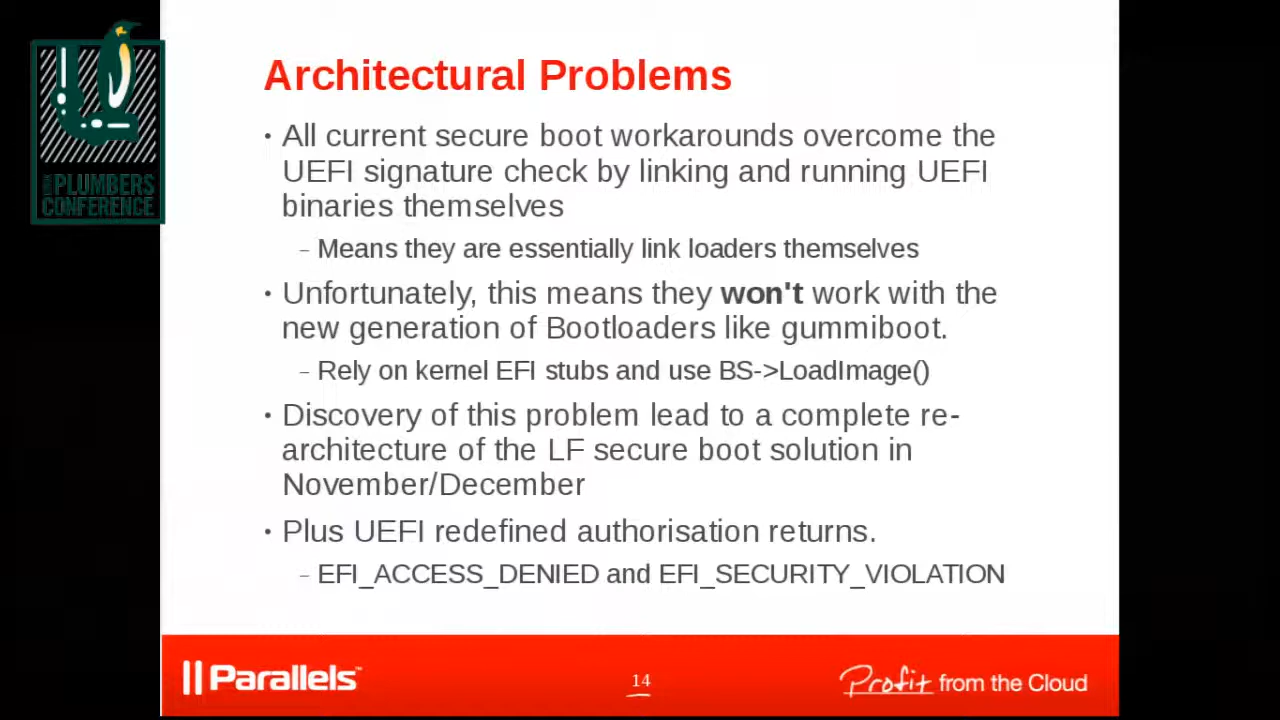 Architectural Problems
• All current secure boot workarounds overcome the
UEFI signature check by linking and running UEFI
binaries themselves
– Means they are essentially link loaders themselves
• Unfortunately, this means they won't work with the
new generation of Bootloaders like gummiboot.
– Rely on kernel EFI stubs and use BS->LoadImage()
• Discovery of this problem lead to a complete re-
architecture of the LF secure boot solution in
November/December
• Plus UEFI redefined authorisation returns.
– EFI_ACCESS_DENIED and EFI_SECURITY_VIOLATION
PLUMBERS
CONFERENCE
Parallels™
14
Profit from the Cloud